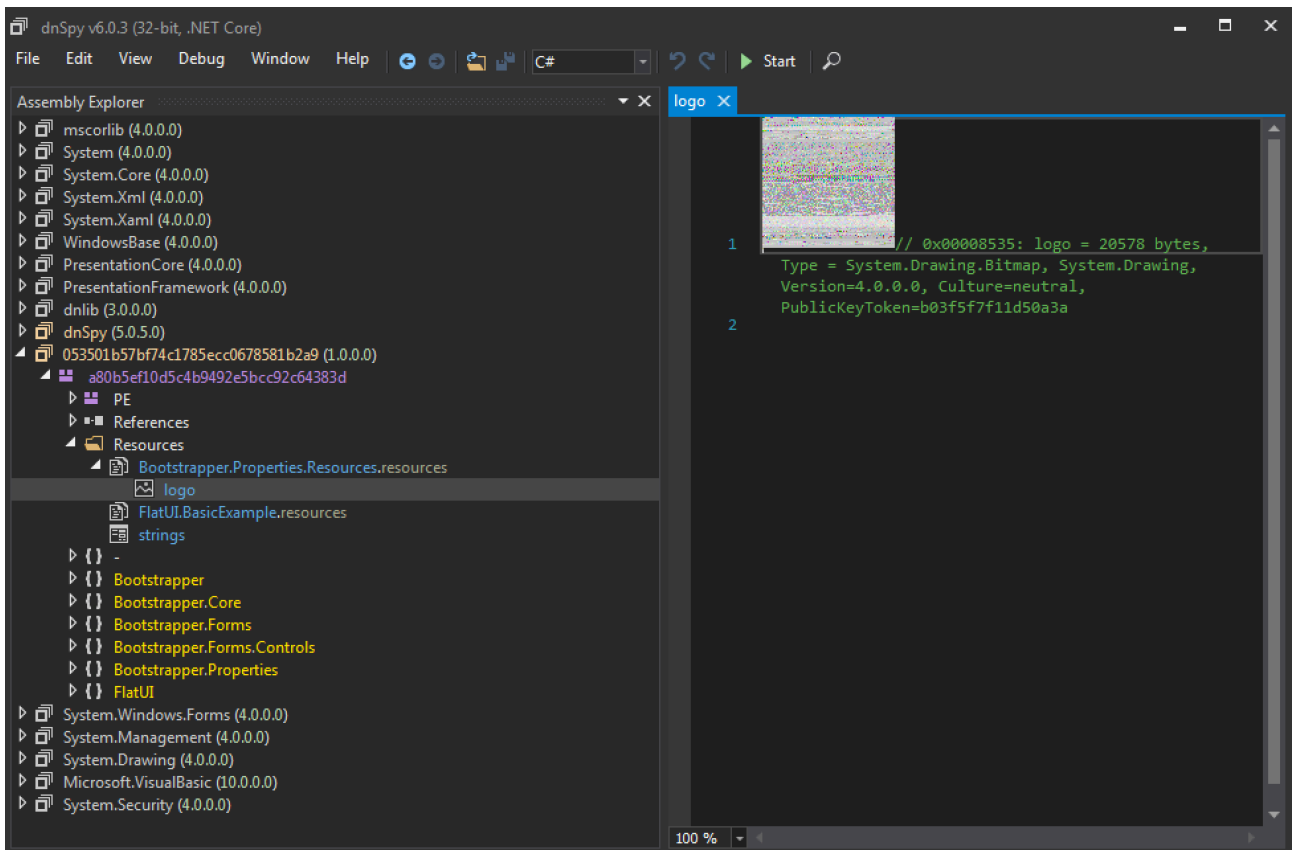 dnSpy v6.0.3 (32-bit, .NET Core)
File Edit View Debug Window Help C# Start
Assembly Explorer
mscorlib (4.0.0.0)
System (4.0.0.0)
System.Core (4.0.0.0)
System.Xml (4.0.0.0)
System.Xaml (4.0.0.0)
WindowsBase (4.0.0.0)
PresentationCore (4.0.0.0)
PresentationFramework (4.0.0.0)
dnlib (3.0.0.0)
dnSpy (5.0.5.0)
053501b57bf74c1785ecc0678581b2a9 (1.0.0.0)
a80b5ef10d5c4b9492e5bcc92c64383d
PE
References
Resources
Bootstrapper.Properties.Resources.resources
logo
FlatUI.BasicExample.resources
strings
{ } -
{ } Bootstrapper
{ } Bootstrapper.Core
{ } Bootstrapper.Forms
{ } Bootstrapper.Forms.Controls
{ } Bootstrapper.Properties
{ } FlatUI
System.Windows.Forms (4.0.0.0)
System.Management (4.0.0.0)
System.Drawing (4.0.0.0)
Microsoft.VisualBasic (10.0.0.0)
System.Security (4.0.0.0)
logo
1 // 0x00008535: logo = 20578 bytes,
Type = System.Drawing.Bitmap, System.Drawing,
Version=4.0.0.0, Culture=neutral,
PublicKeyToken=b03f5f7f11d50a3a
2
100 %